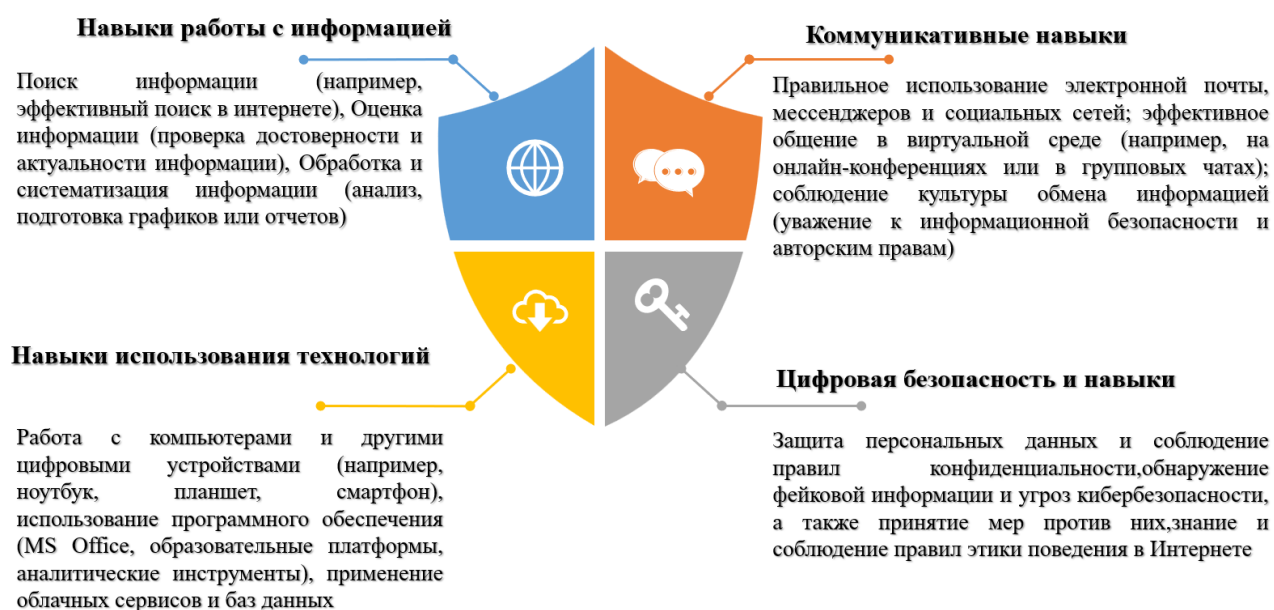 Навыки работы с информацией
Поиск информации (например,
эффективный поиск в интернете), Оценка
информации (проверка достоверности и
актуальности информации), Обработка и
систематизация информации (анализ,
подготовка графиков или отчетов)
Коммуникативные навыки
Правильное использование электронной почты,
мессенджеров и социальных сетей; эффективное
общение в виртуальной среде (например, на
онлайн-конференциях или в групповых чатах);
соблюдение культуры обмена информацией
(уважение к информационной безопасности и
авторским правам)
Навыки использования технологий
Работа с компьютерами и другими
цифровыми устройствами (например,
ноутбук, планшет, смартфон),
использование программного обеспечения
(MS Office, образовательные платформы,
аналитические инструменты), применение
облачных сервисов и баз данных
Цифровая безопасность и навыки
Защита персональных данных и соблюдение
правил конфиденциальности,обнаружение
фейковой информации и угроз кибербезопасности,
а также принятие мер против них,знание и
соблюдение правил этики поведения в Интернете